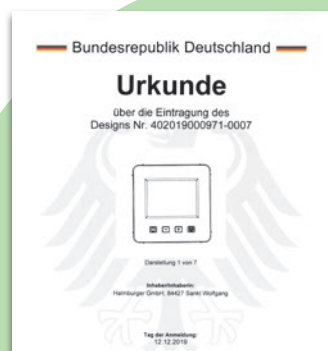 Bundesrepublik Deutschland
Urkunde
über die Eintragung des
Designs Nr. 402019000971-0007
Darstellung 1 von 7
Inhaber/Inhaberin:
Haimburger GmbH, 84427 Sankt Wolfgang
Tag der Anmeldung:
12.12.2019